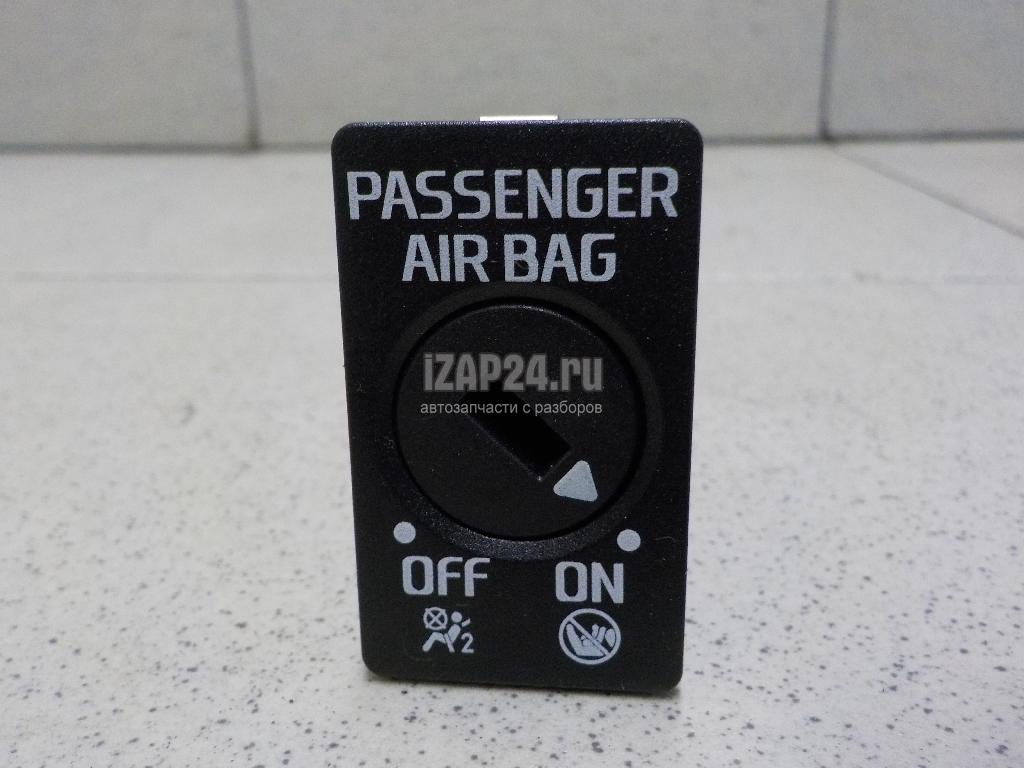 PASSENGER
AIR BAG
iZAP24.ru
автозапчасти с разборов
OFF ON
2